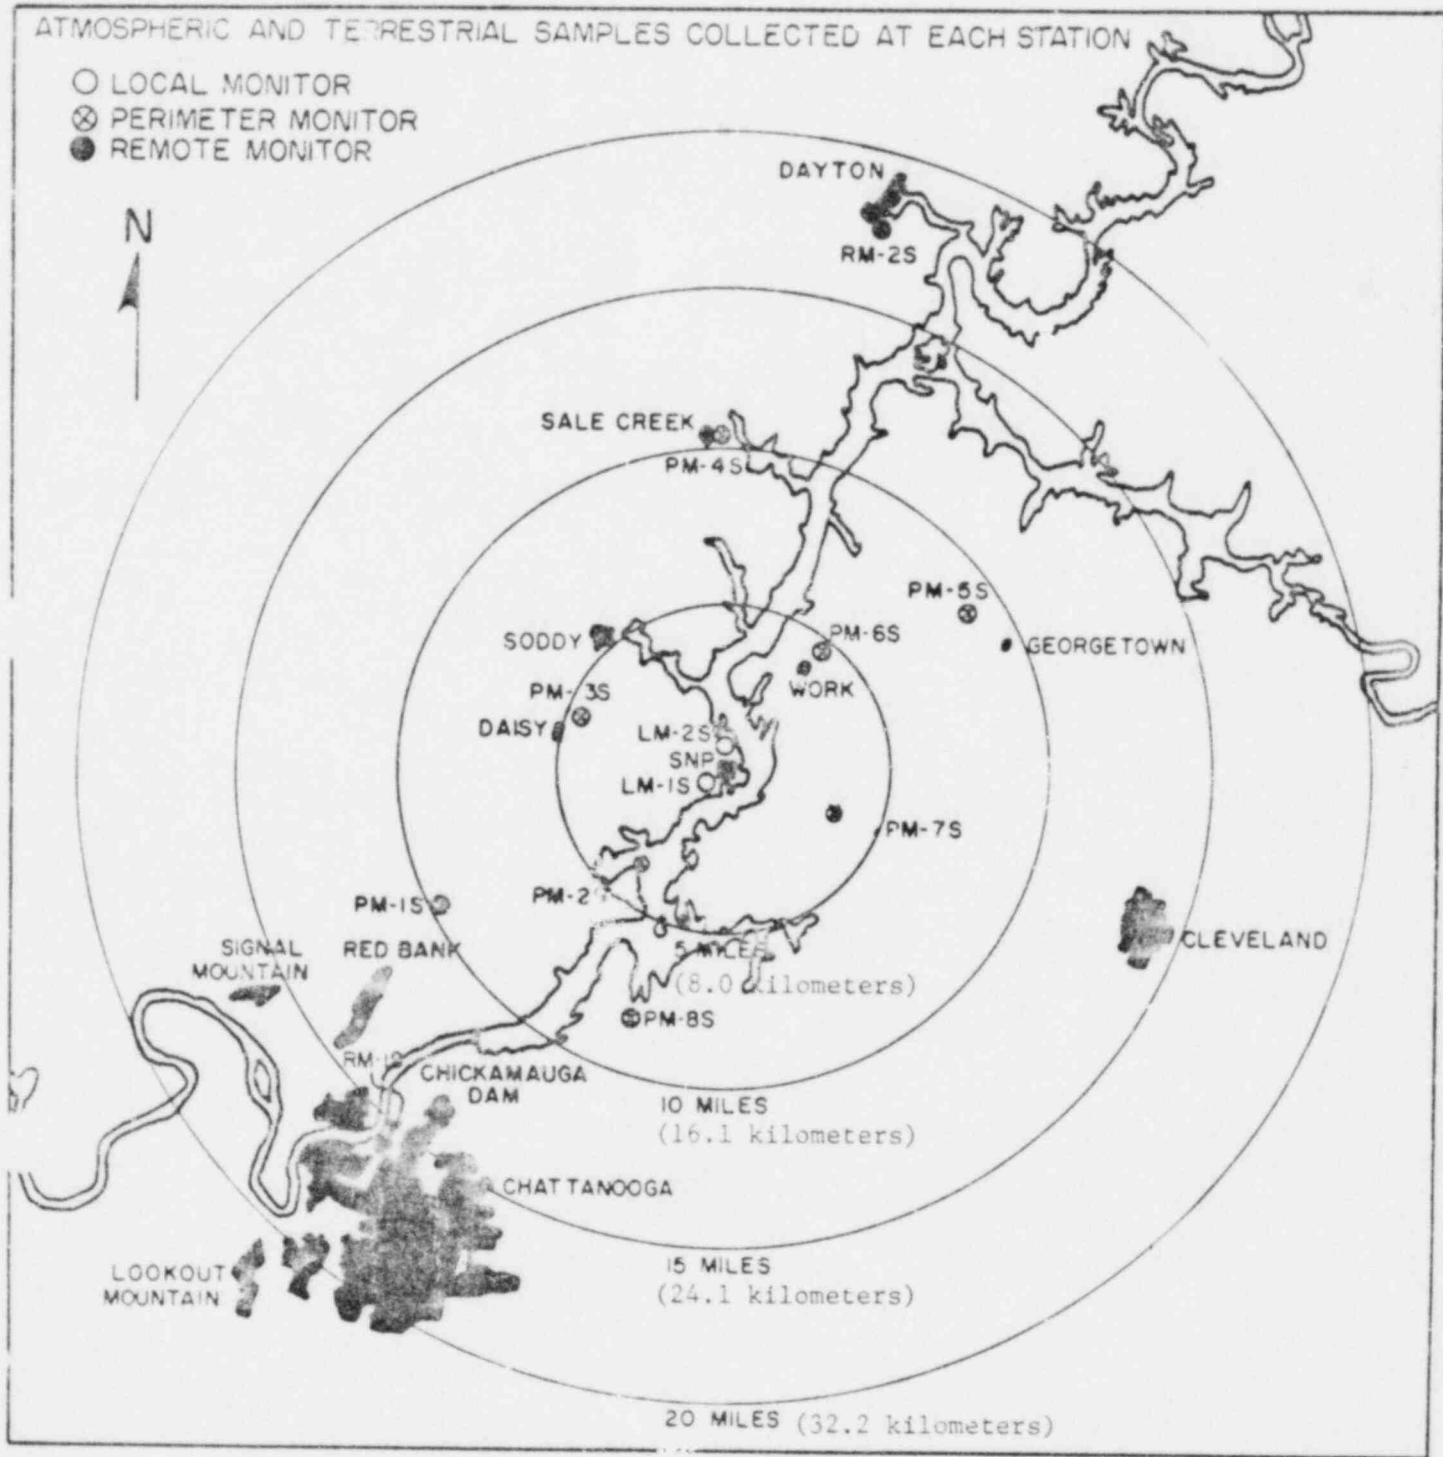 ATMOSPHERIC AND TERRESTRIAL SAMPLES COLLECTED AT EACH STATION
LOCAL MONITOR
PERIMETER MONITOR
REMOTE MONITOR
N
DAYTON
RM-2S
SALE CREEK
PM-4S
PM-5S
GEORGETOWN
PM-6S
WORK
SODDY
PM-3S
DAISY
LM-2S
SNP
LM-1S
PM-7S
PM-2S
PM-1S
SIGNAL
MOUNTAIN
RED BANK
CLEVELAND
5 MILES
(8.0 kilometers)
PM-8S
RM-1S
CHICKAMAUGA
DAM
10 MILES
(16.1 kilometers)
CHATTANOOGA
15 MILES
(24.1 kilometers)
LOOKOUT
MOUNTAIN
20 MILES (32.2 kilometers)